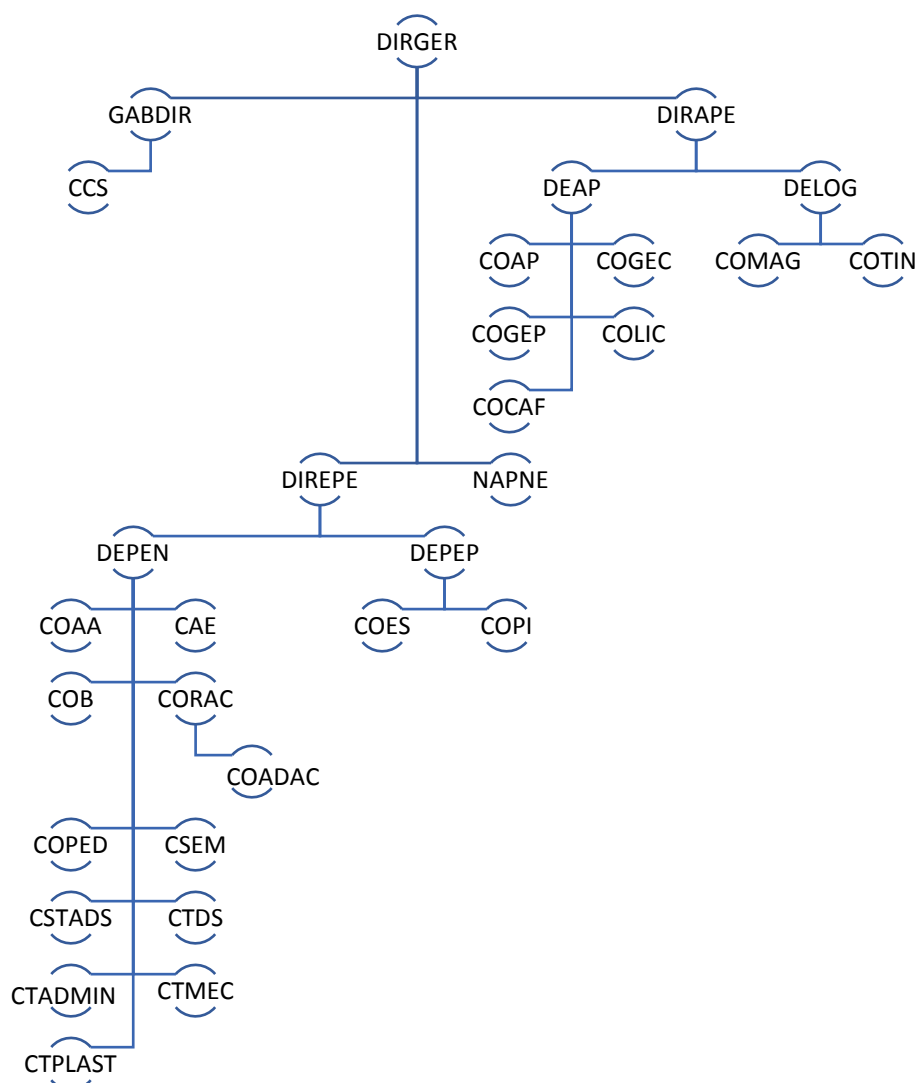 DIRGER
GABDIR
DIRAPE
CCS
DEAP
DELOG
COAP
COGEC
COMAG
COTIN
COGEP
COLIC
COCAF
DIREPE
NAPNE
DEPEN
DEPEP
COAA
CAE
COES
COPI
COB
CORAC
COADAC
COPED
CSEM
CSTADS
CTDS
CTADMIN
CTMEC
CTPLAST